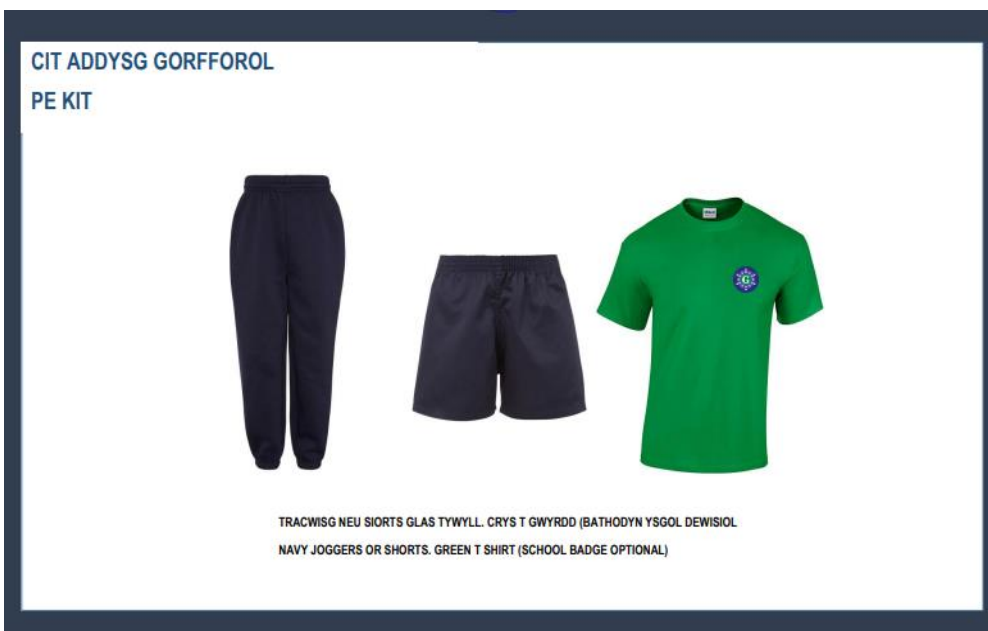 CIT ADDYSG GORFFOROL
PE KIT
G
TRACWISG NEU SIORTS GLAS TYWYLL. CRYS T GWYRDD (BATHODYN YSGOL DEWISIOL
NAVY JOGGERS OR SHORTS. GREEN T SHIRT (SCHOOL BADGE OPTIONAL)